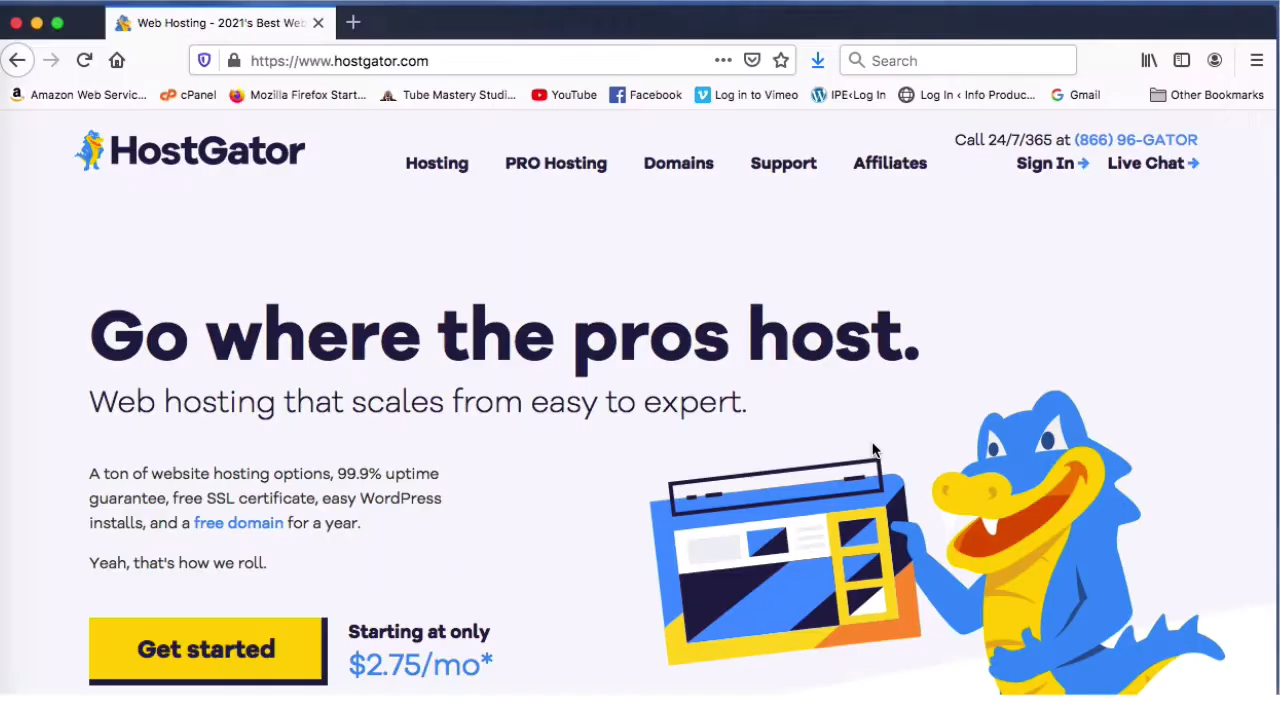 Web Hosting - 2021's Best Web
https://www.hostgator.com
Search
Amazon Web Servic...
cPanel
Mozilla Firefox Start...
Tube Mastery Studi...
YouTube
Facebook
Log in to Vimeo
IPE‹Log In
Log In ‹ Info Produc...
Gmail
Other Bookmarks
HostGator
Call 24/7/365 at (866) 96-GATOR
Hosting
PRO Hosting
Domains
Support
Affiliates
Sign In
Live Chat
Go where the pros host.
Web hosting that scales from easy to expert.
A ton of website hosting options, 99.9% uptime
guarantee, free SSL certificate, easy WordPress
installs, and a free domain for a year.
Yeah, that's how we roll.
Get started
Starting at only
$2.75/mo*